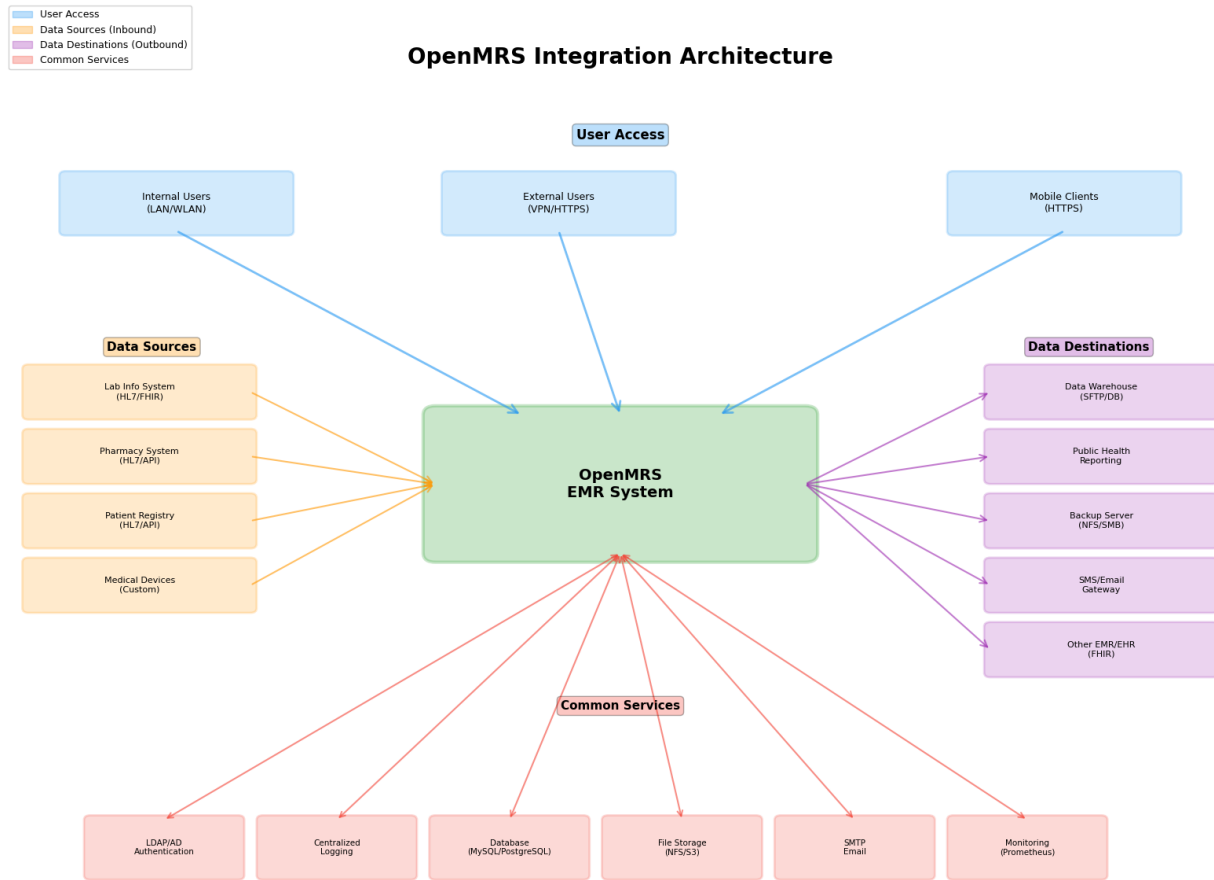 User Access
Data Sources (Inbound)
Data Destinations (Outbound)
Common Services
OpenMRS Integration Architecture
User Access
Internal Users
(LAN/WLAN)
External Users
(VPN/HTTPS)
Mobile Clients
(HTTPS)
Data Sources
Lab Info System
(HL7/FHIR)
Pharmacy System
(HL7/API)
Patient Registry
(HL7/API)
Medical Devices
(Custom)
OpenMRS
EMR System
Data Destinations
Data Warehouse
(SFTP/DB)
Public Health
Reporting
Backup Server
(NFS/SMB)
SMS/Email
Gateway
Other EMR/EHR
(FHIR)
Common Services
LDAP/AD
Authentication
Centralized
Logging
Database
(MySQL/PostgreSQL)
File Storage
(NFS/S3)
SMTP
Email
Monitoring
(Prometheus)